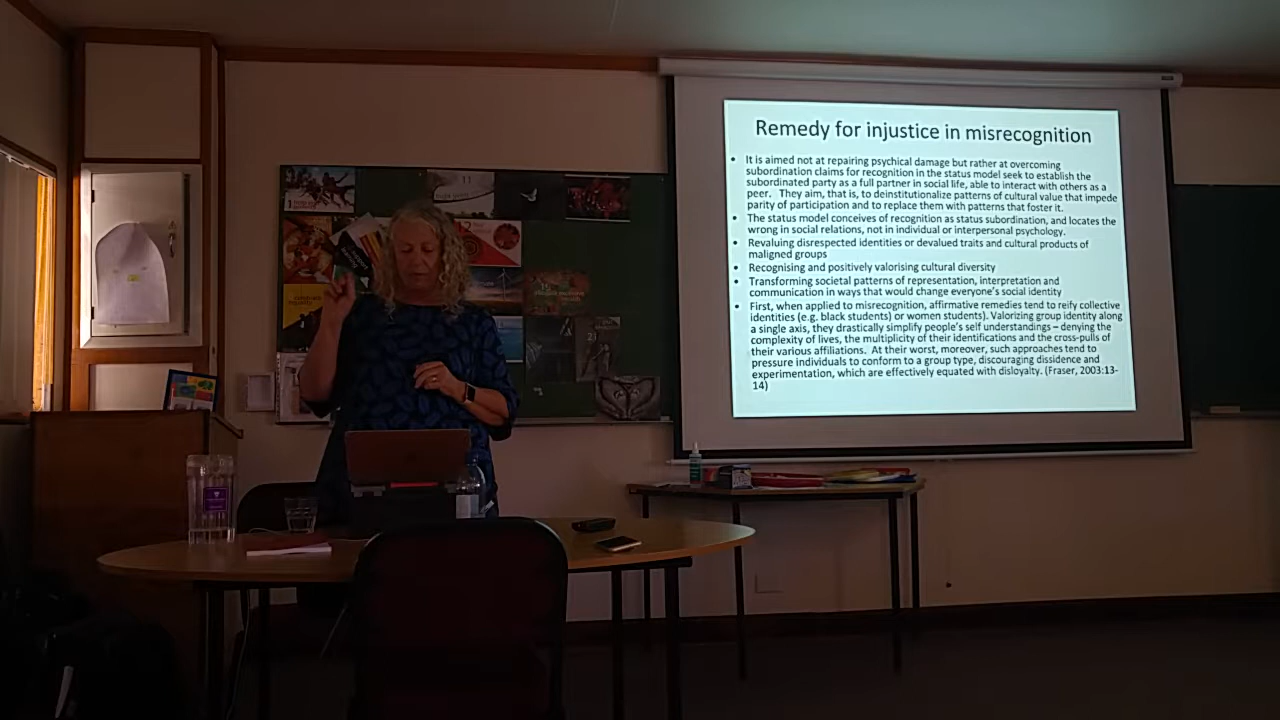 Remedy for injustice in misrecognition
• It is aimed not at repairing psychical damage but rather at overcoming
subordination claims for recognition in the status model seek to establish the
subordinated party as a full partner in social life, able to interact with others as a
peer. They aim, that is, to deinstitutionalize patterns of cultural value that impede
parity of participation and to replace them with patterns that foster it.
• The status model conceives of recognition as status subordination, and locates the
wrong in social relations, not in individual or interpersonal psychology.
• Revaluing disrespected identities or devalued traits and cultural products of
maligned groups
• Recognising and positively valorising cultural diversity
• Transforming societal patterns of representation, interpretation and
communication in ways that would change everyone's social identity
• First, when applied to misrecognition, affirmative remedies tend to reify collective
identities (e.g. black students) or women students). Valorizing group identity along
a single axis, they drastically simplify people's self understandings – denying the
complexity of lives, the multiplicity of their identifications and the cross-pulls of
their various affiliations. At their worst, moreover, such approaches tend to
pressure individuals to conform to a group type, discouraging dissidence and
experimentation, which are effectively equated with disloyalty. (Fraser, 2003:13-
14)
11
1
12